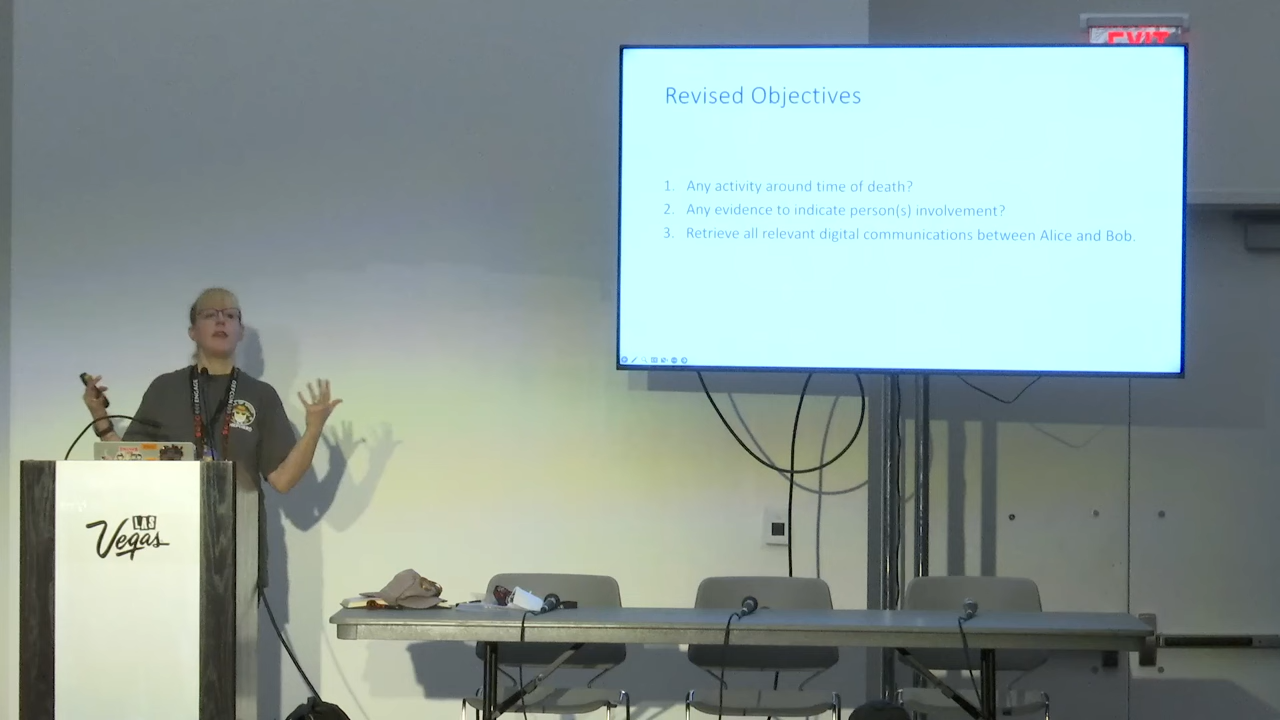 EXIT
Revised Objectives
1. Any activity around time of death?
2. Any evidence to indicate person(s) involvement?
3. Retrieve all relevant digital communications between Alice and Bob.
LAS
Vegas